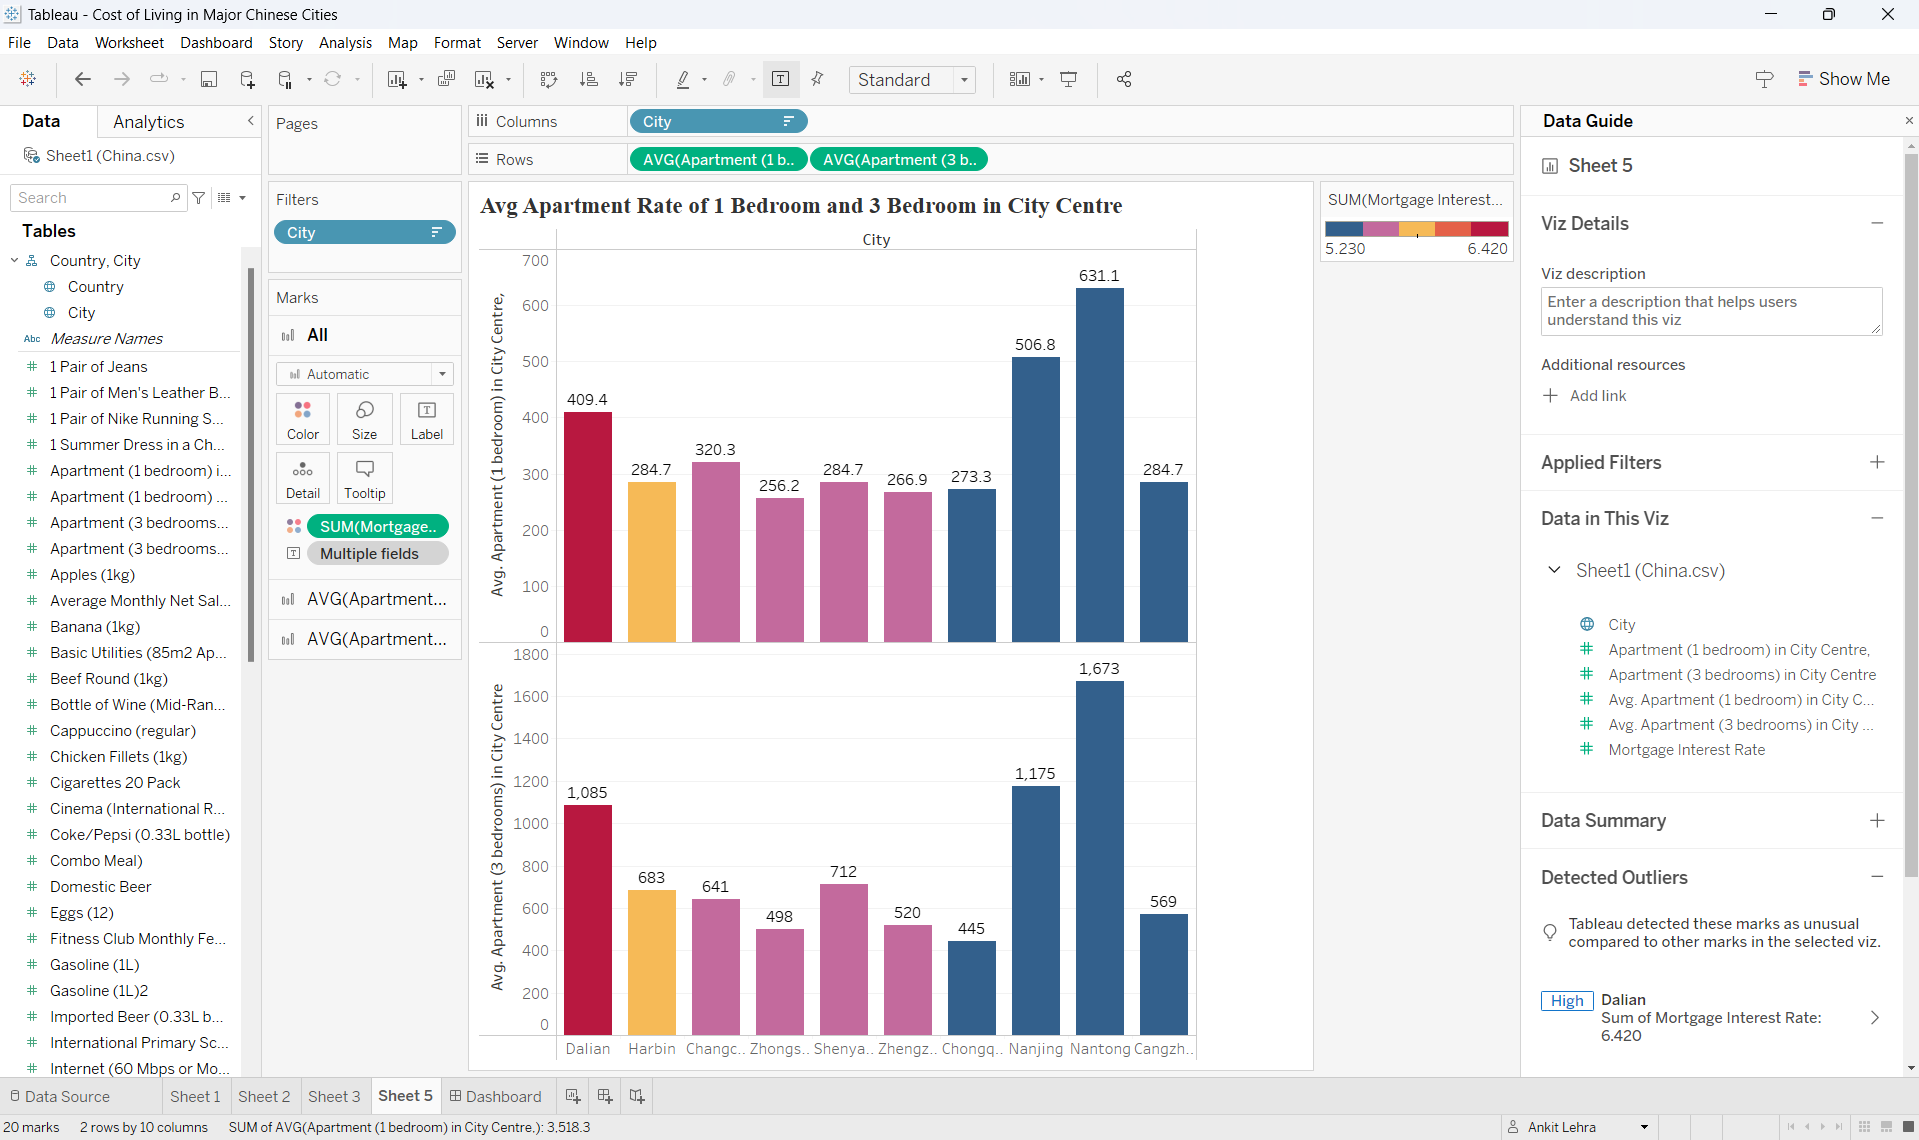 Tableau - Cost of Living in Major Chinese Cities
File Data Worksheet Dashboard Story Analysis Map Format Server Window Help
Standard
Show Me
Data
Analytics
Sheet1 (China.csv)
Search
Tables
Country, City
Country
City
Abc Measure Names
1 Pair of Jeans
1 Pair of Men's Leather B...
1 Pair of Nike Running S...
1 Summer Dress in a Ch...
Apartment (1 bedroom) i...
Apartment (1 bedroom) ...
Apartment (3 bedrooms...
Apartment (3 bedrooms...
Apples (1kg)
Average Monthly Net Sal...
Banana (1kg)
Basic Utilities (85m2 Ap...
Beef Round (1kg)
Bottle of Wine (Mid-Ran...
Cappuccino (regular)
Chicken Fillets (1kg)
Cigarettes 20 Pack
Cinema (International R...
Coke/Pepsi (0.33L bottle)
Combo Meal)
Domestic Beer
Eggs (12)
Fitness Club Monthly Fe...
Gasoline (1L)
Gasoline (1L)2
Imported Beer (0.33L b...
International Primary Sc...
Internet (60 Mbps or Mo...
Pages
Filters
City
Marks
All
Automatic
Color
Size
Label
Detail
Tooltip
SUM(Mortgage..
Multiple fields
AVG(Apartment...
AVG(Apartment...
Columns
City
Rows
AVG(Apartment (1 b..
AVG(Apartment (3 b..
Avg Apartment Rate of 1 Bedroom and 3 Bedroom in City Centre
City
Avg. Apartment (1 bedroom) in City Centre,
700
600
500
400
300
200
100
0
409.4
284.7
320.3
256.2
284.7
266.9
273.3
506.8
631.1
284.7
Avg. Apartment (3 bedrooms) in City Centre
1800
1600
1400
1200
1000
800
600
400
200
0
1,085
683
641
498
712
520
445
1,175
1,673
569
Dalian Harbin Changc.. Zhongs.. Shenya.. Zhengz.. Chongq.. Nanjing Nantong Cangzh..
SUM(Mortgage Interest...
5.230 6.420
Data Guide
Sheet 5
Viz Details
Viz description
Enter a description that helps users
understand this viz
Additional resources
Add link
Applied Filters
Data in This Viz
Sheet1 (China.csv)
City
Apartment (1 bedroom) in City Centre,
Apartment (3 bedrooms) in City Centre
Avg. Apartment (1 bedroom) in City C...
Avg. Apartment (3 bedrooms) in City ...
Mortgage Interest Rate
Data Summary
Detected Outliers
Tableau detected these marks as unusual
compared to other marks in the selected viz.
High
Dalian
Sum of Mortgage Interest Rate:
6.420
Data Source
Sheet 1
Sheet 2
Sheet 3
Sheet 5
Dashboard
20 marks 2 rows by 10 columns SUM of AVG(Apartment (1 bedroom) in City Centre,): 3,518.3
Ankit Lehra